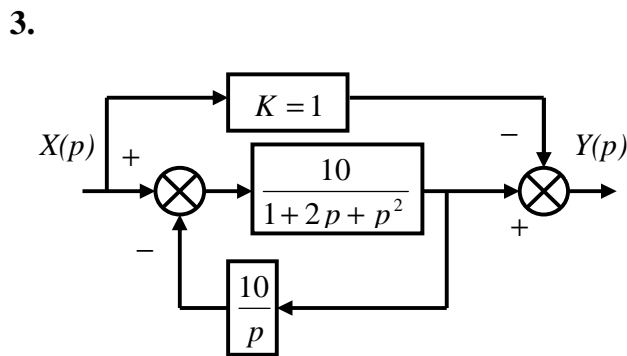 3.
K = 1
X(p)
+
−
Y(p)
10
1 + 2p + p²
+
−
10
p